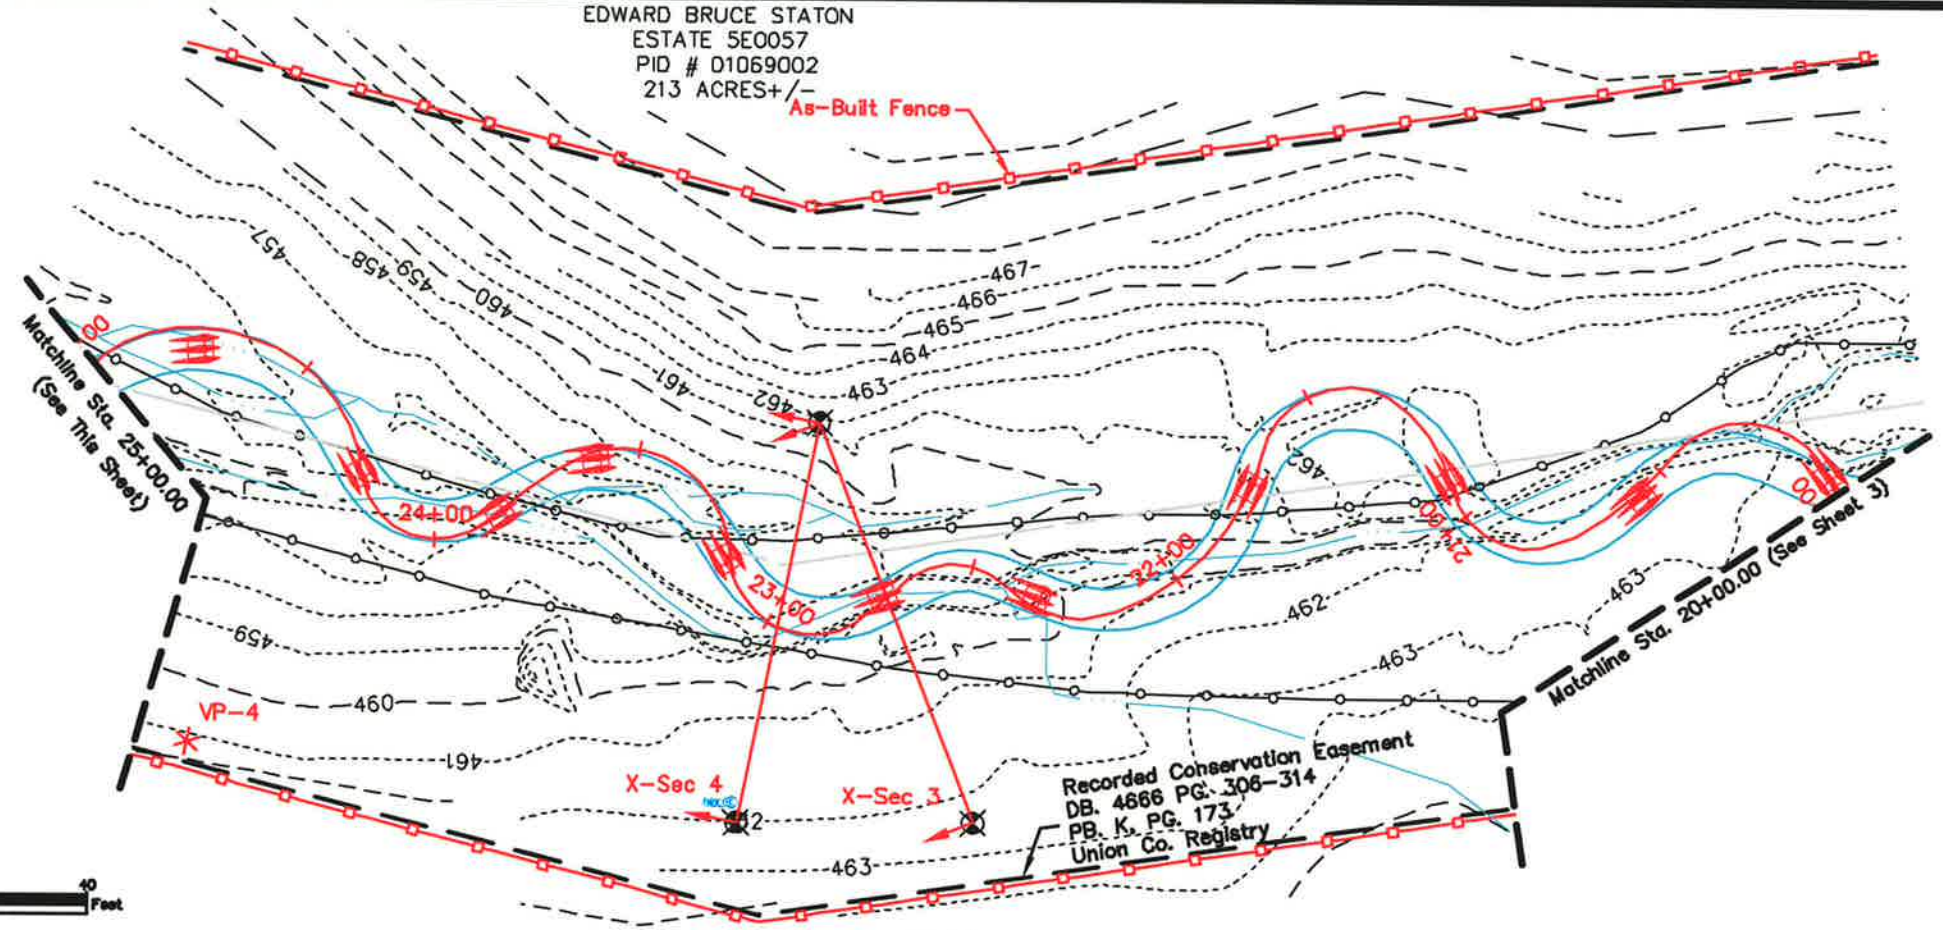 EDWARD BRUCE STATON
ESTATE 5E0057
PID # 01069002
213 ACRES+/-
As-Built Fence
457
458
459
460
461
462
467
466
465
464
463
Matchline Sta. 25+00.00
(See This Sheet)
00
24+00
23+00
22+00
462
21+00
00
Matchline Sta. 20+00.00 (See Sheet 3)
459
460
461
462
463
463
VP-4
X-Sec 4
X-Sec 3
Recorded Conservation Easement
DB. 4666 PG. 306-314
PB. K, PG. 173
Union Co. Registry
463
40
Feet